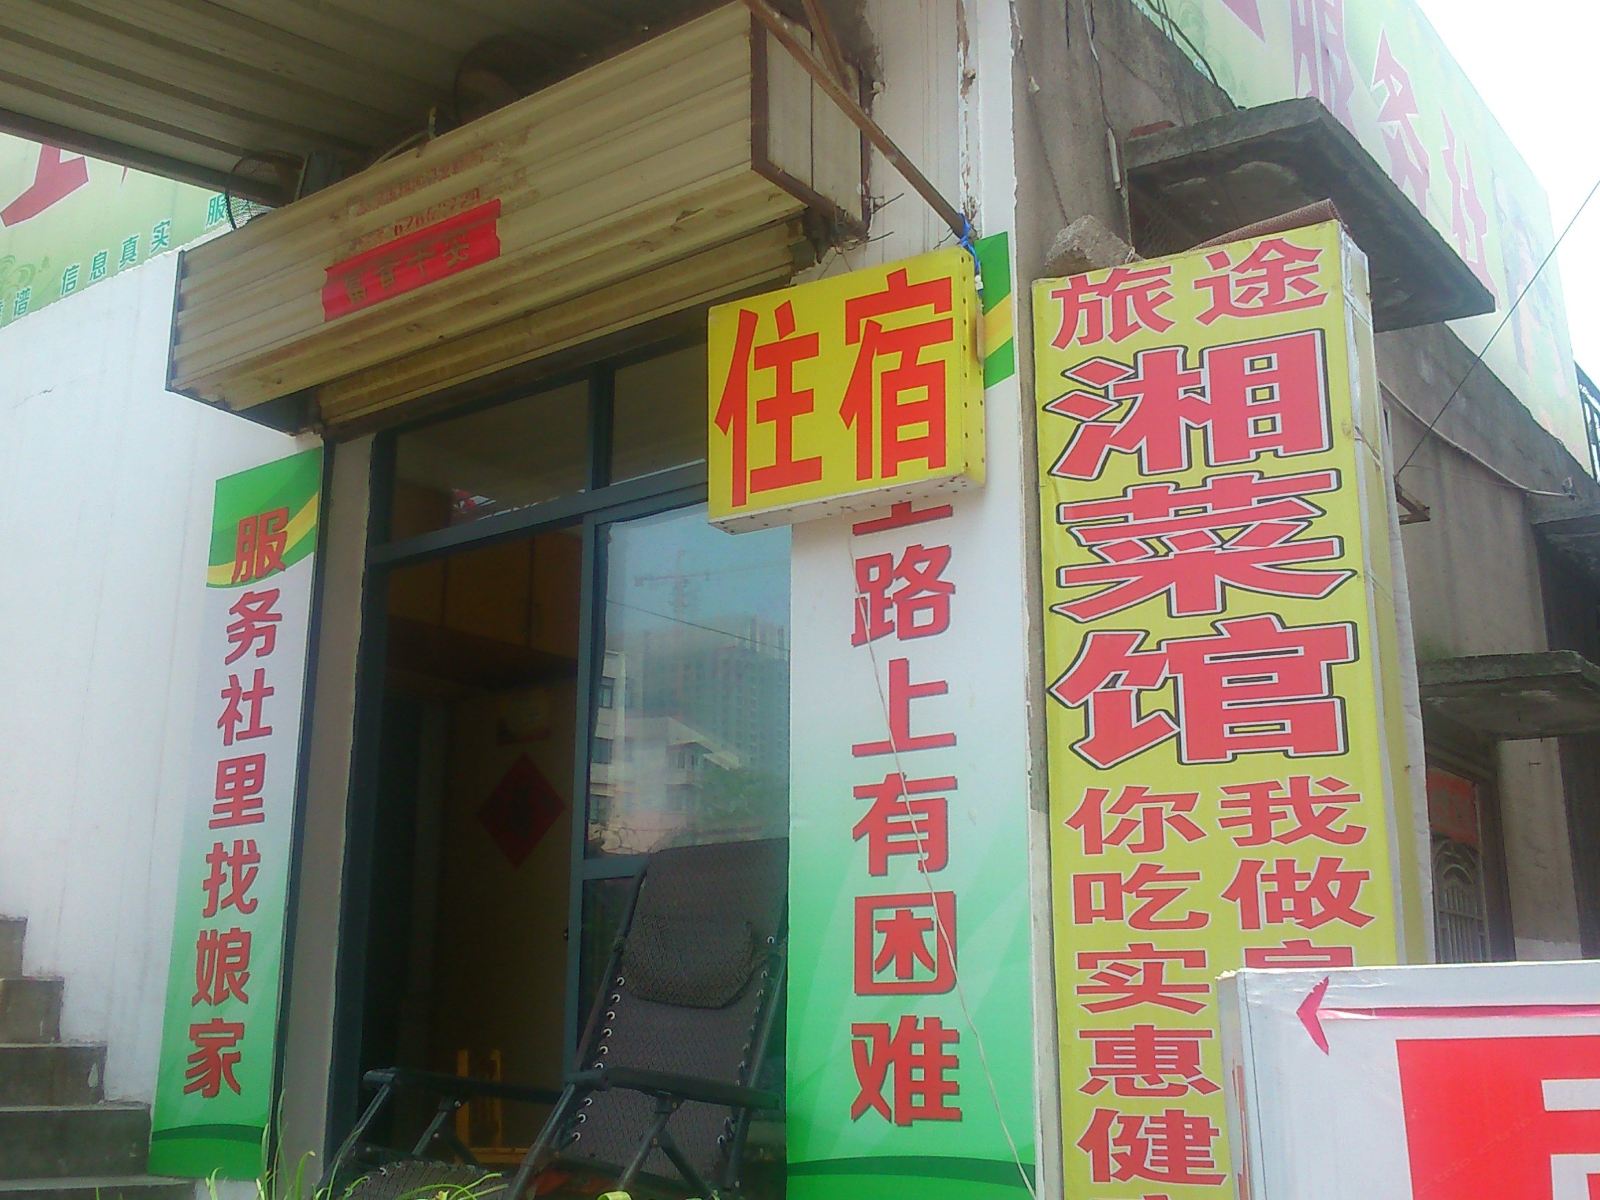 服务社
信息真实 服
谱
住宿
旅途
湘菜馆
你吃实惠健
我做
路上有困难
服务社里找娘家